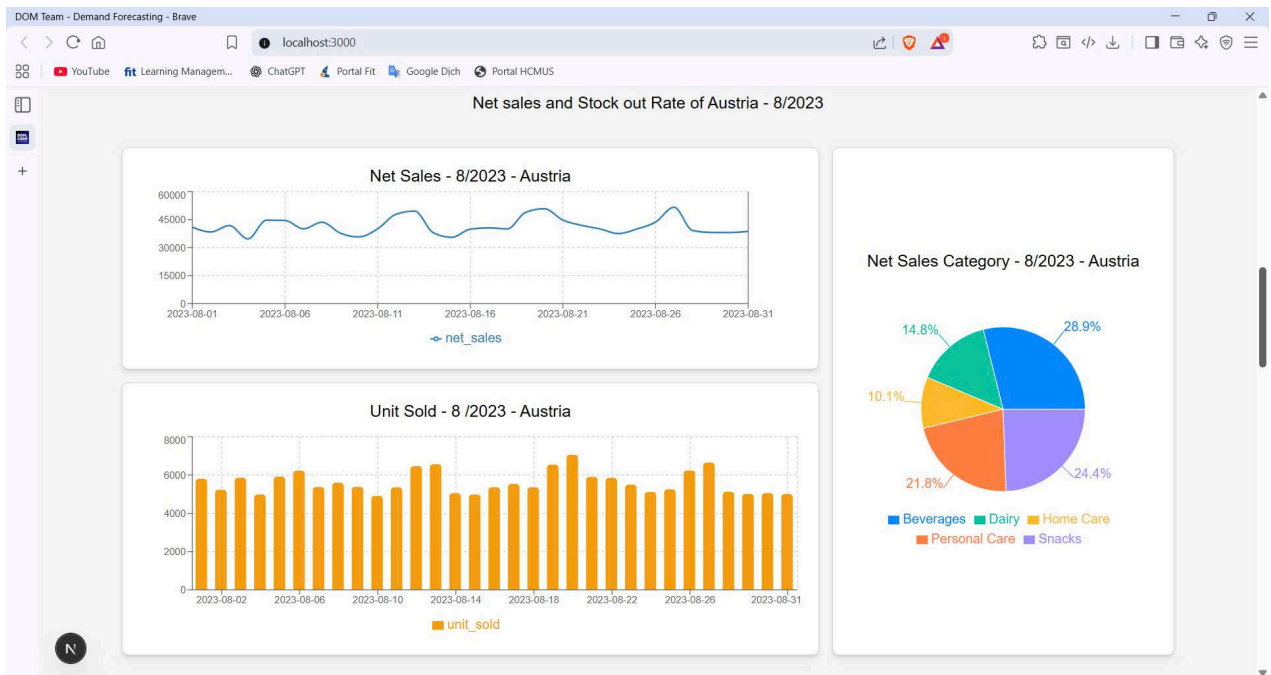 DOM Team - Demand Forecasting - Brave
localhost:3000
YouTube fit Learning Managem... ChatGPT Portal Fit Google Dịch Portal HCMUS
Net sales and Stock out Rate of Austria - 8/2023
Net Sales - 8/2023 - Austria
60000
45000
30000
15000
0
2023-08-01 2023-08-06 2023-08-11 2023-08-16 2023-08-21 2023-08-26 2023-08-31
net_sales
Unit Sold - 8 /2023 - Austria
8000
6000
4000
2000
0
2023-08-02 2023-08-06 2023-08-10 2023-08-14 2023-08-18 2023-08-22 2023-08-26 2023-08-31
unit_sold
Net Sales Category - 8/2023 - Austria
14.8% 28.9%
10.1%
21.8% 24.4%
Beverages Dairy Home Care
Personal Care Snacks
N